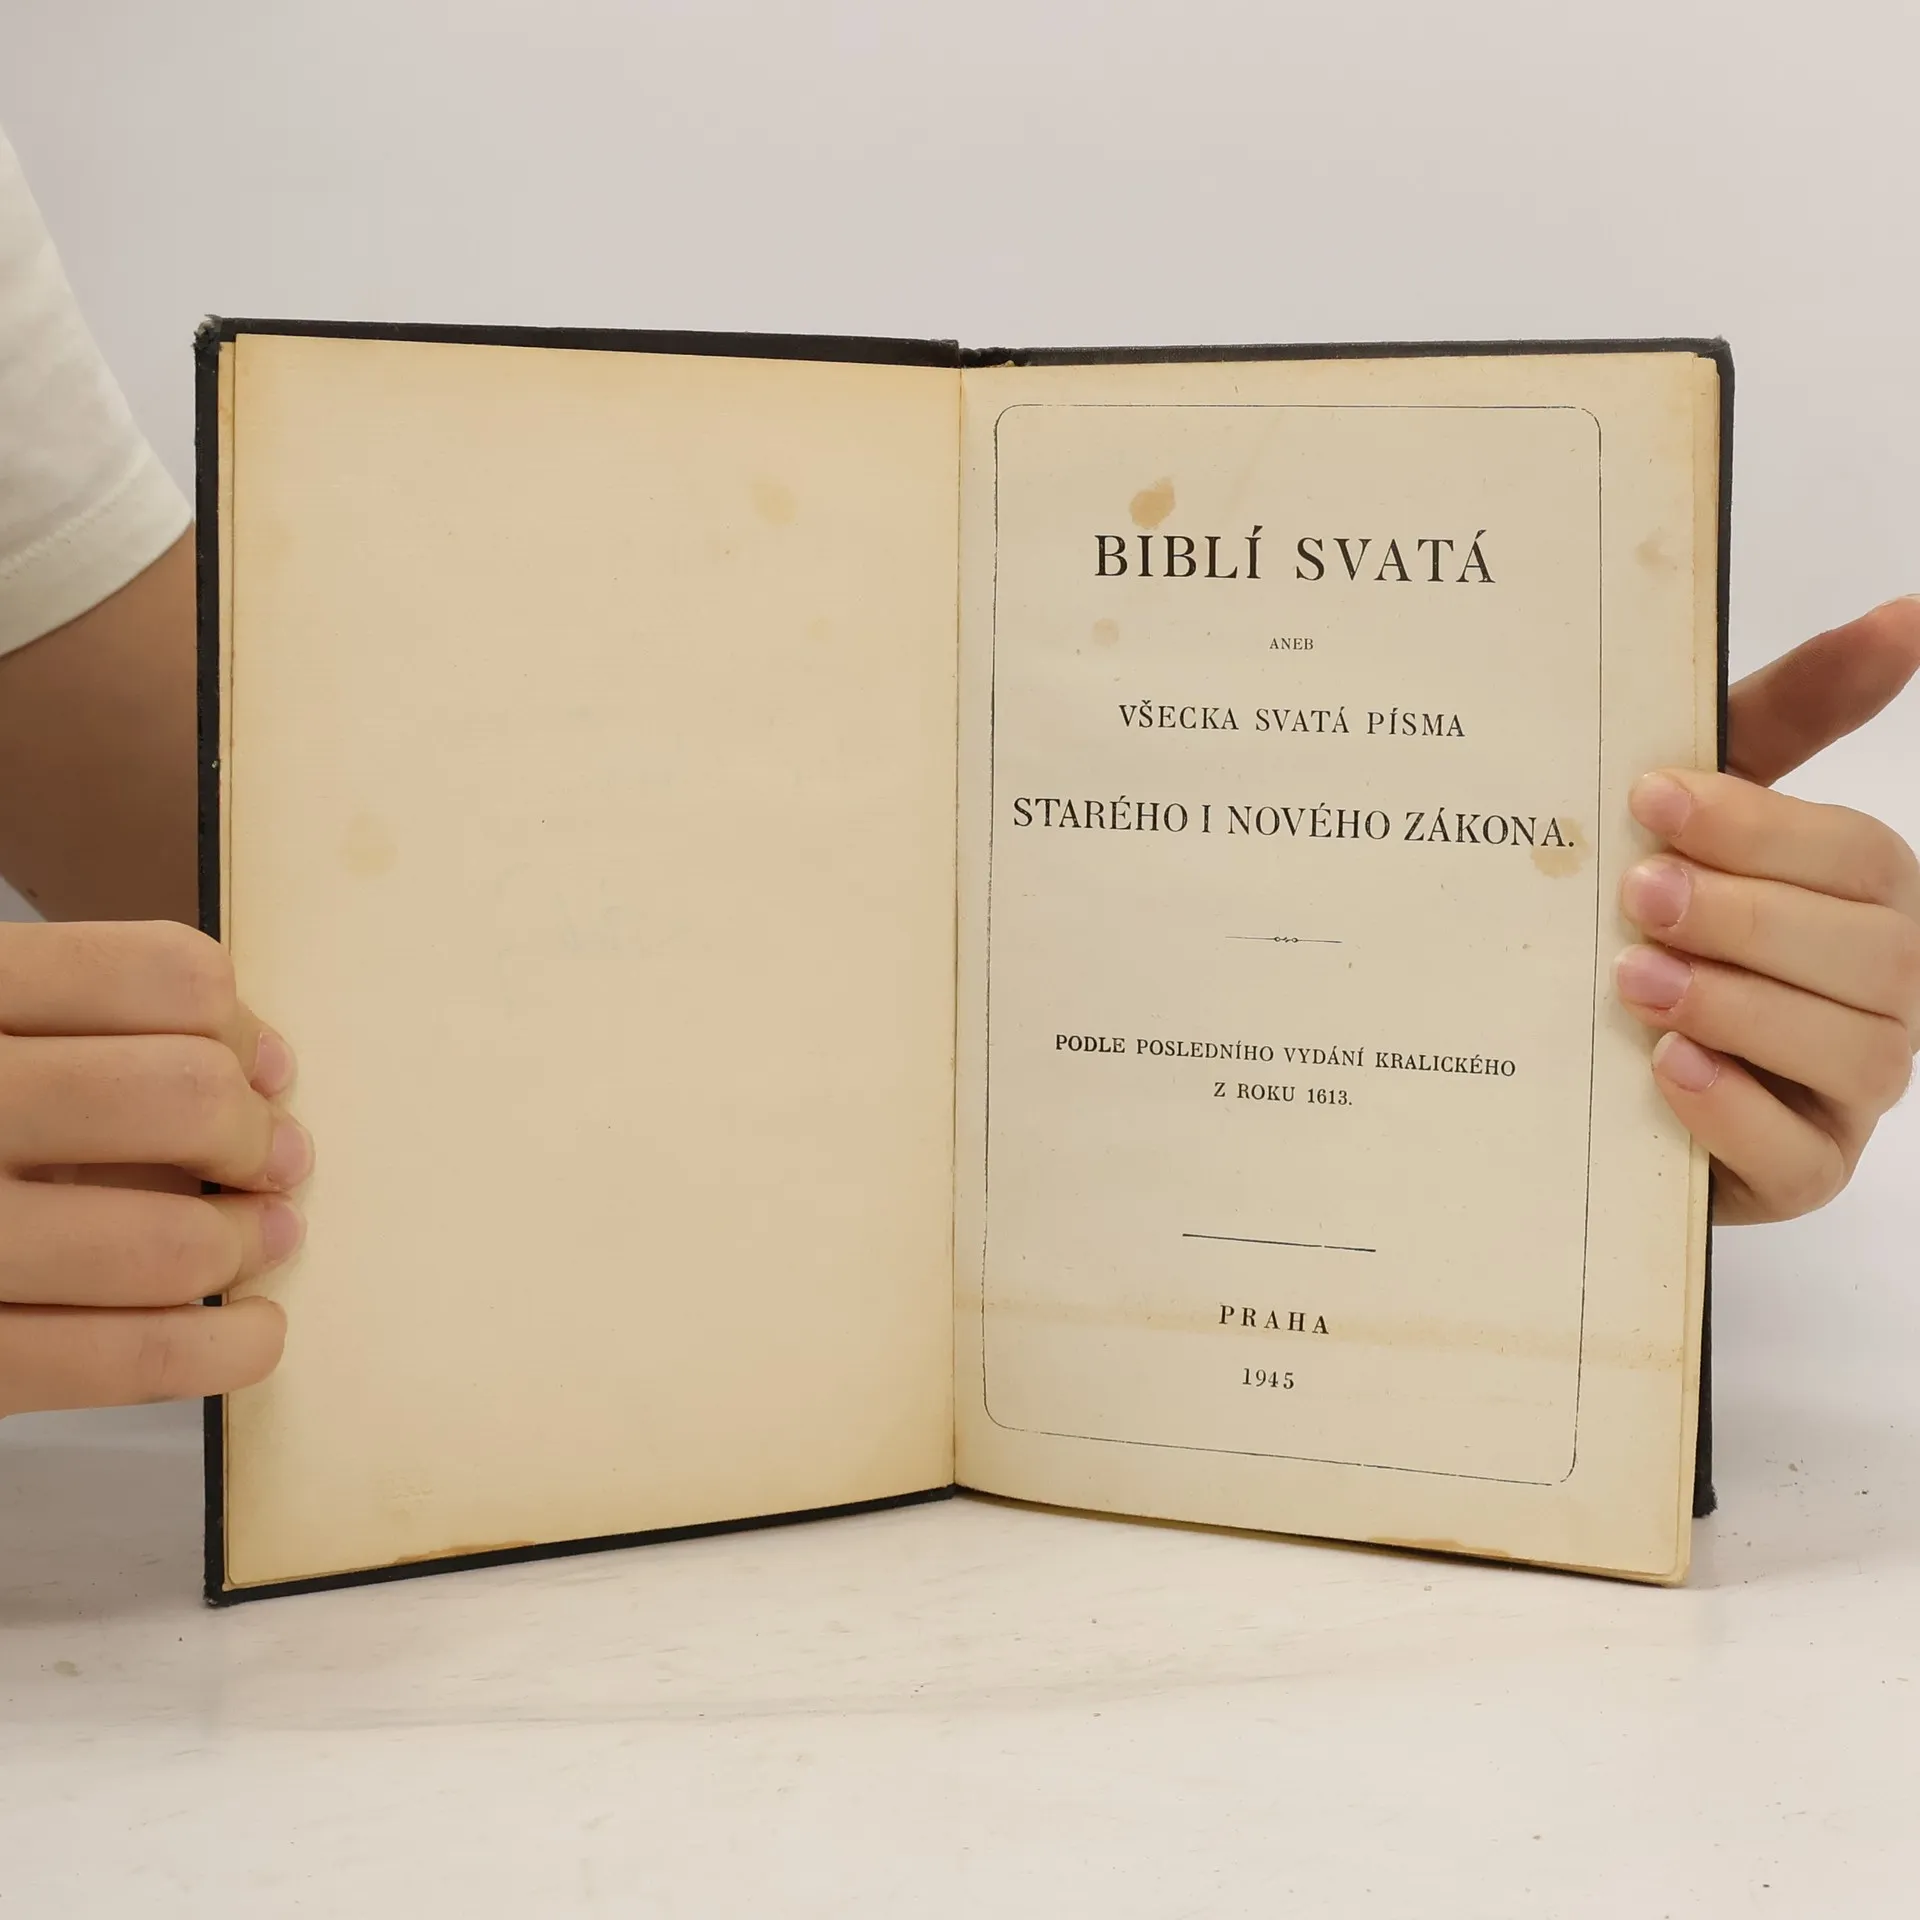 BIBLÍ SVATÁ
ANEB
VŠECKA SVATÁ PÍSMA
STARÉHO I NOVÉHO ZÁKONA.
PODLE POSLEDNÍHO VYDÁNÍ KRALICKÉHO
Z ROKU 1613.
PRAHA
1945